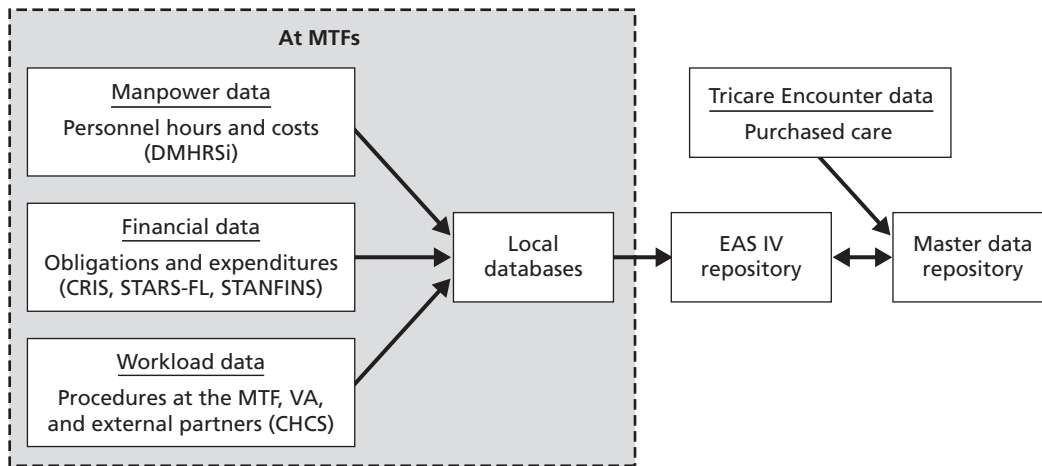 At MTFs
Manpower data
Personnel hours and costs
(DMHRSi)
Financial data
Obligations and expenditures
(CRIS, STARS-FL, STANFINS)
Workload data
Procedures at the MTF, VA,
and external partners (CHCS)
Local
databases
Tricare Encounter data
Purchased care
EAS IV
repository
Master data
repository